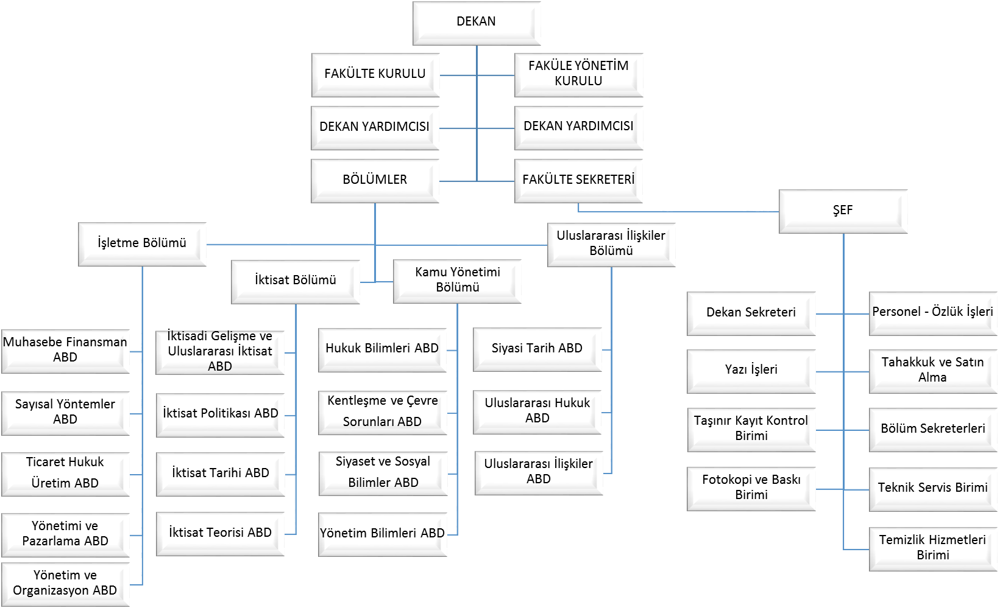 DEKAN
FAKÜLTE KURULU
FAKÜLE YÖNETİM
KURULU
DEKAN YARDIMCISI
DEKAN YARDIMCISI
BÖLÜMLER
FAKÜLTE SEKRETERİ
ŞEF
İşletme Bölümü
Uluslararası İlişkiler
Bölümü
İktisat Bölümü
Kamu Yönetimi
Bölümü
Muhasebe Finansman
ABD
Sayısal Yöntemler
ABD
Ticaret Hukuk
Üretim ABD
Yönetimi ve
Pazarlama ABD
Yönetim ve
Organizasyon ABD
İktisadi Gelişme ve
Uluslararası İktisat
ABD
İktisat Politikası ABD
İktisat Tarihi ABD
İktisat Teorisi ABD
Hukuk Bilimleri ABD
Kentleşme ve Çevre
Sorunları ABD
Siyaset ve Sosyal
Bilimler ABD
Yönetim Bilimleri ABD
Siyasi Tarih ABD
Uluslararası Hukuk
ABD
Uluslararası İlişkiler
ABD
Dekan Sekreteri
Personel - Özlük İşleri
Yazı İşleri
Tahakkuk ve Satın
Alma
Taşınır Kayıt Kontrol
Birimi
Bölüm Sekreterleri
Fotokopi ve Baskı
Birimi
Teknik Servis Birimi
Temizlik Hizmetleri
Birimi